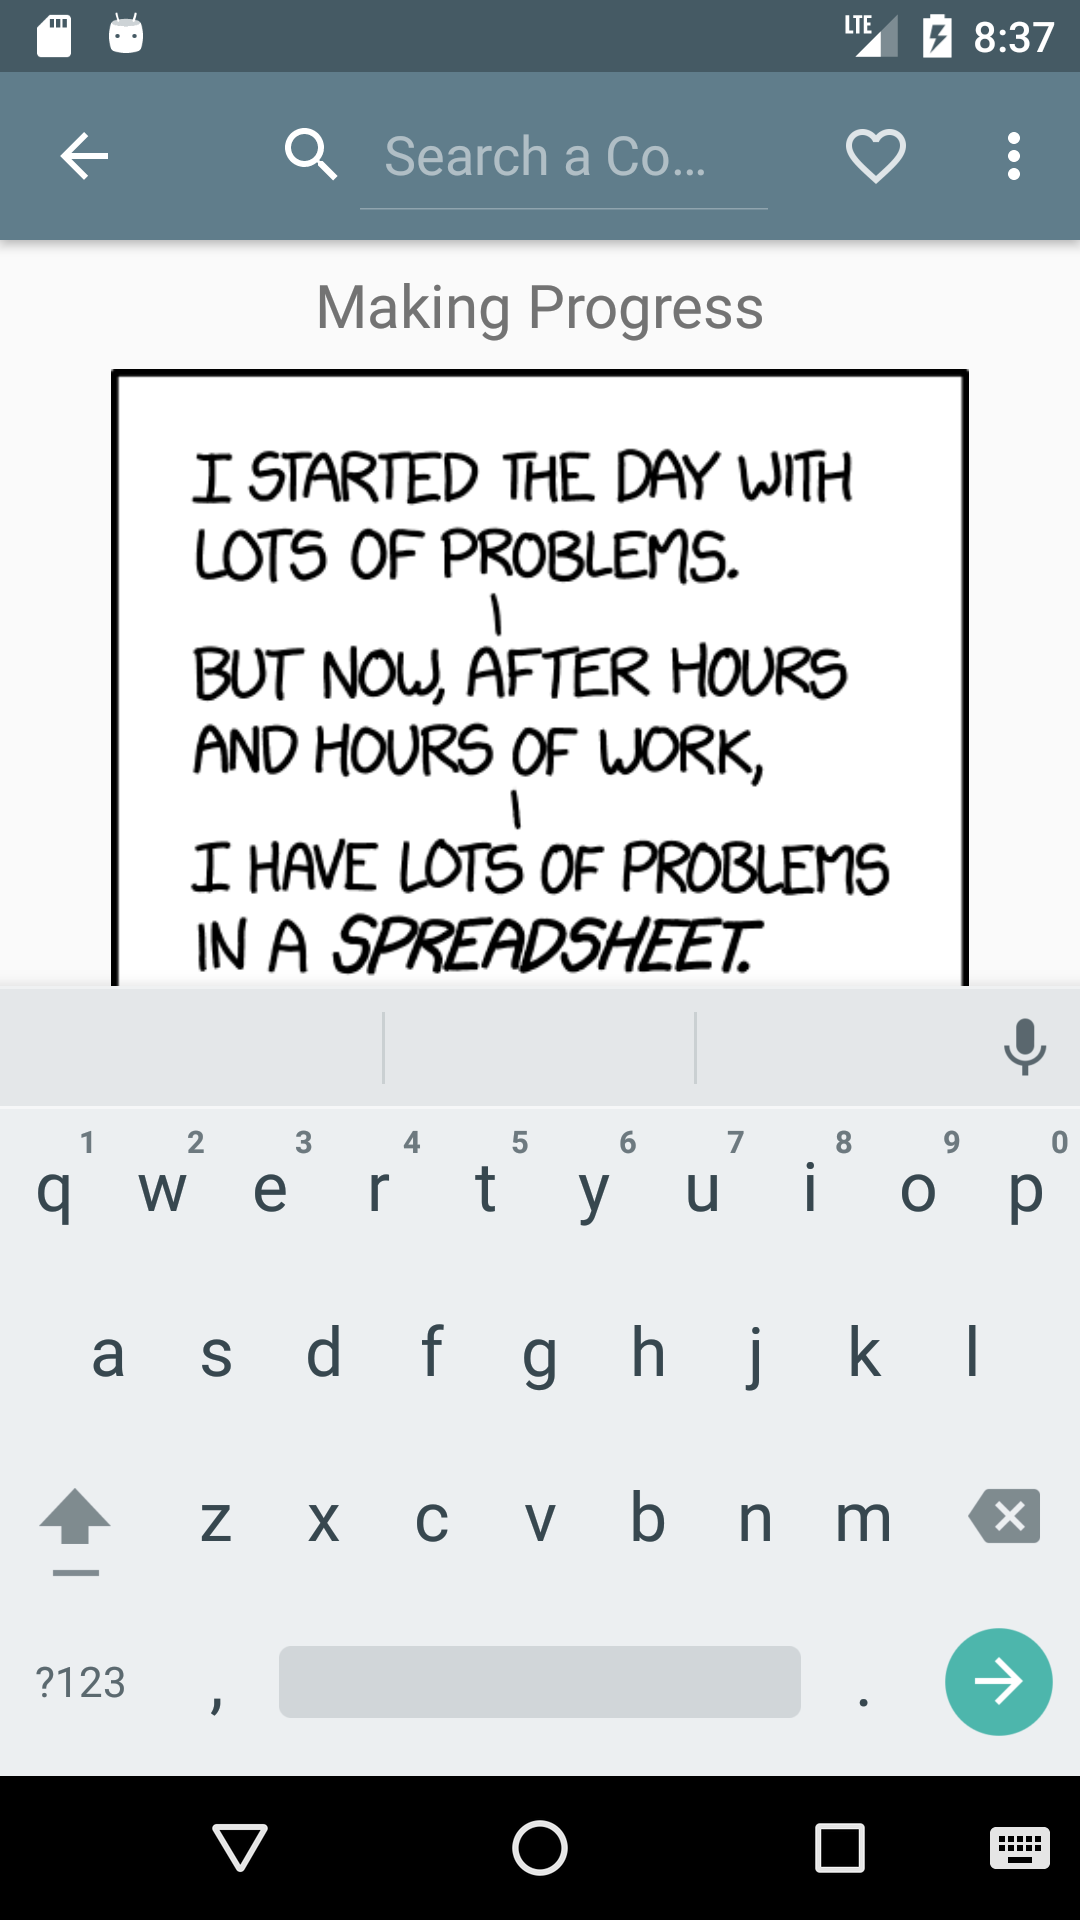 LTE 8:37
Search a Co...
Making Progress
I STARTED THE DAY WITH
LOTS OF PROBLEMS.
BUT NOW, AFTER HOURS
AND HOURS OF WORK,
I HAVE LOTS OF PROBLEMS
IN A SPREADSHEET.
1 2 3 4 5 6 7 8 9 0
q w e r t y u i o p
a s d f g h j k l
z x c v b n m
?123 , .